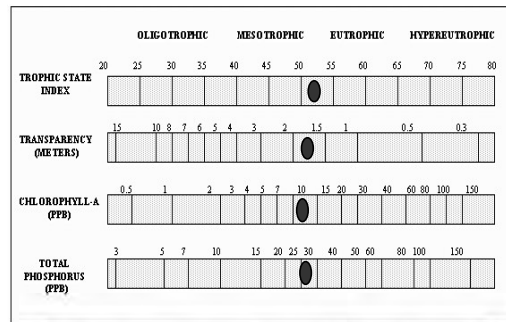 OLIGOTROPHIC MESOTROPHIC EUTROPHIC HYPEREUTROPHIC
20 25 30 35 40 45 50 55 60 65 70 75 80
TROPHIC STATE
INDEX
15 10 8 7 6 5 4 3 2 1.5 1 0.5 0.3
TRANSPARENCY
(METERS)
0.5 1 2 3 4 5 7 10 15 20 30 40 60 80 100 150
CHLOROPHYLL-A
(PPB)
3 5 7 10 15 20 25 30 40 50 60 80 100 150
TOTAL
PHOSPHORUS
(PPB)